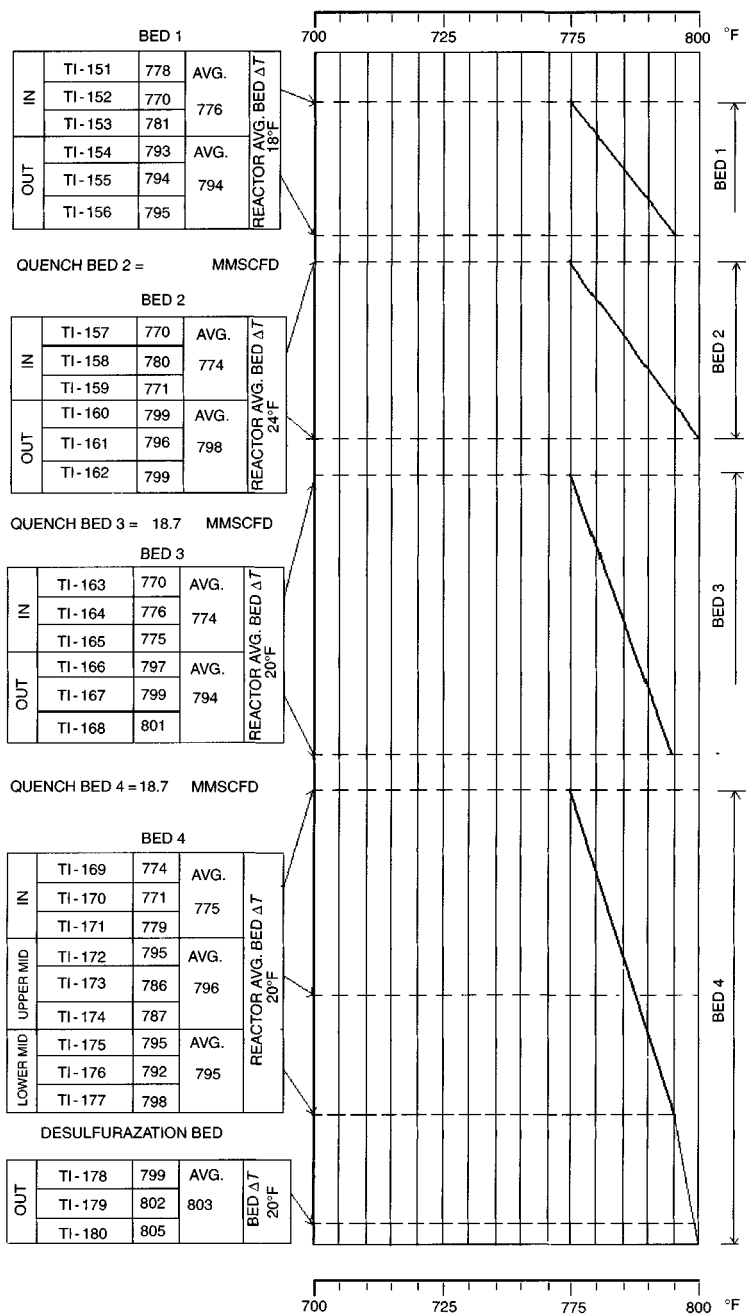 700 725 775 800 °F
BED 1
IN
TI-151 778
TI-152 770
TI-153 781
AVG.
776
OUT
TI-154 793
TI-155 794
TI-156 795
AVG.
794
REACTOR AVG. BED ΔT
18°F
BED 1
QUENCH BED 2 = MMSCFD
BED 2
IN
TI-157 770
TI-158 780
TI-159 771
AVG.
774
OUT
TI-160 799
TI-161 796
TI-162 799
AVG.
798
REACTOR AVG. BED ΔT
24°F
BED 2
QUENCH BED 3 = 18.7 MMSCFD
BED 3
IN
TI-163 770
TI-164 776
TI-165 775
AVG.
774
OUT
TI-166 797
TI-167 799
TI-168 801
AVG.
794
REACTOR AVG. BED ΔT
20°F
BED 3
QUENCH BED 4 = 18.7 MMSCFD
BED 4
IN
TI-169 774
TI-170 771
TI-171 779
AVG.
775
UPPER MID
TI-172 795
TI-173 786
TI-174 787
AVG.
796
LOWER MID
TI-175 795
TI-176 792
TI-177 798
AVG.
795
REACTOR AVG. BED ΔT
20°F
BED 4
DESULFURAZATION BED
OUT
TI-178 799
TI-179 802
TI-180 805
AVG.
803
BED ΔT
20°F
700 725 775 800 °F